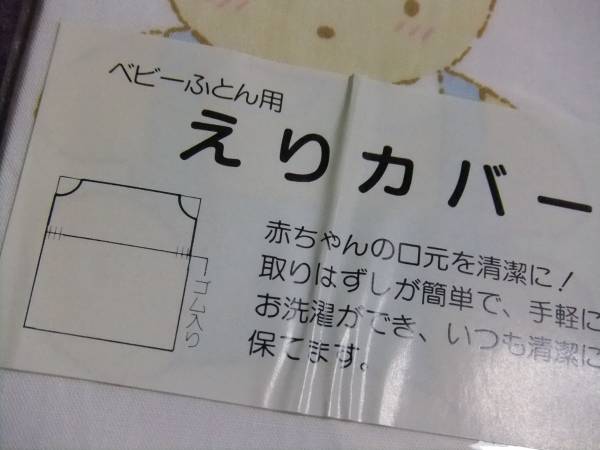 ベビーふとん用
えりカバー
赤ちゃんの口元を清潔に!
取りはずしが簡単で、手軽に
お洗濯ができ、いつも清潔に
保てます。
ゴム入り